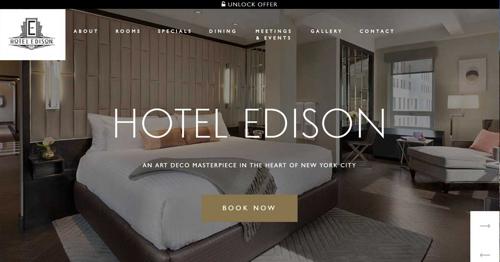 UNLOCK OFFER
E
HOTEL EDISON
ABOUT
ROOMS
SPECIALS
DINING
MEETINGS
& EVENTS
GALLERY
CONTACT
HOTEL EDISON
AN ART DECO MASTERPIECE IN THE HEART OF NEW YORK CITY
BOOK NOW